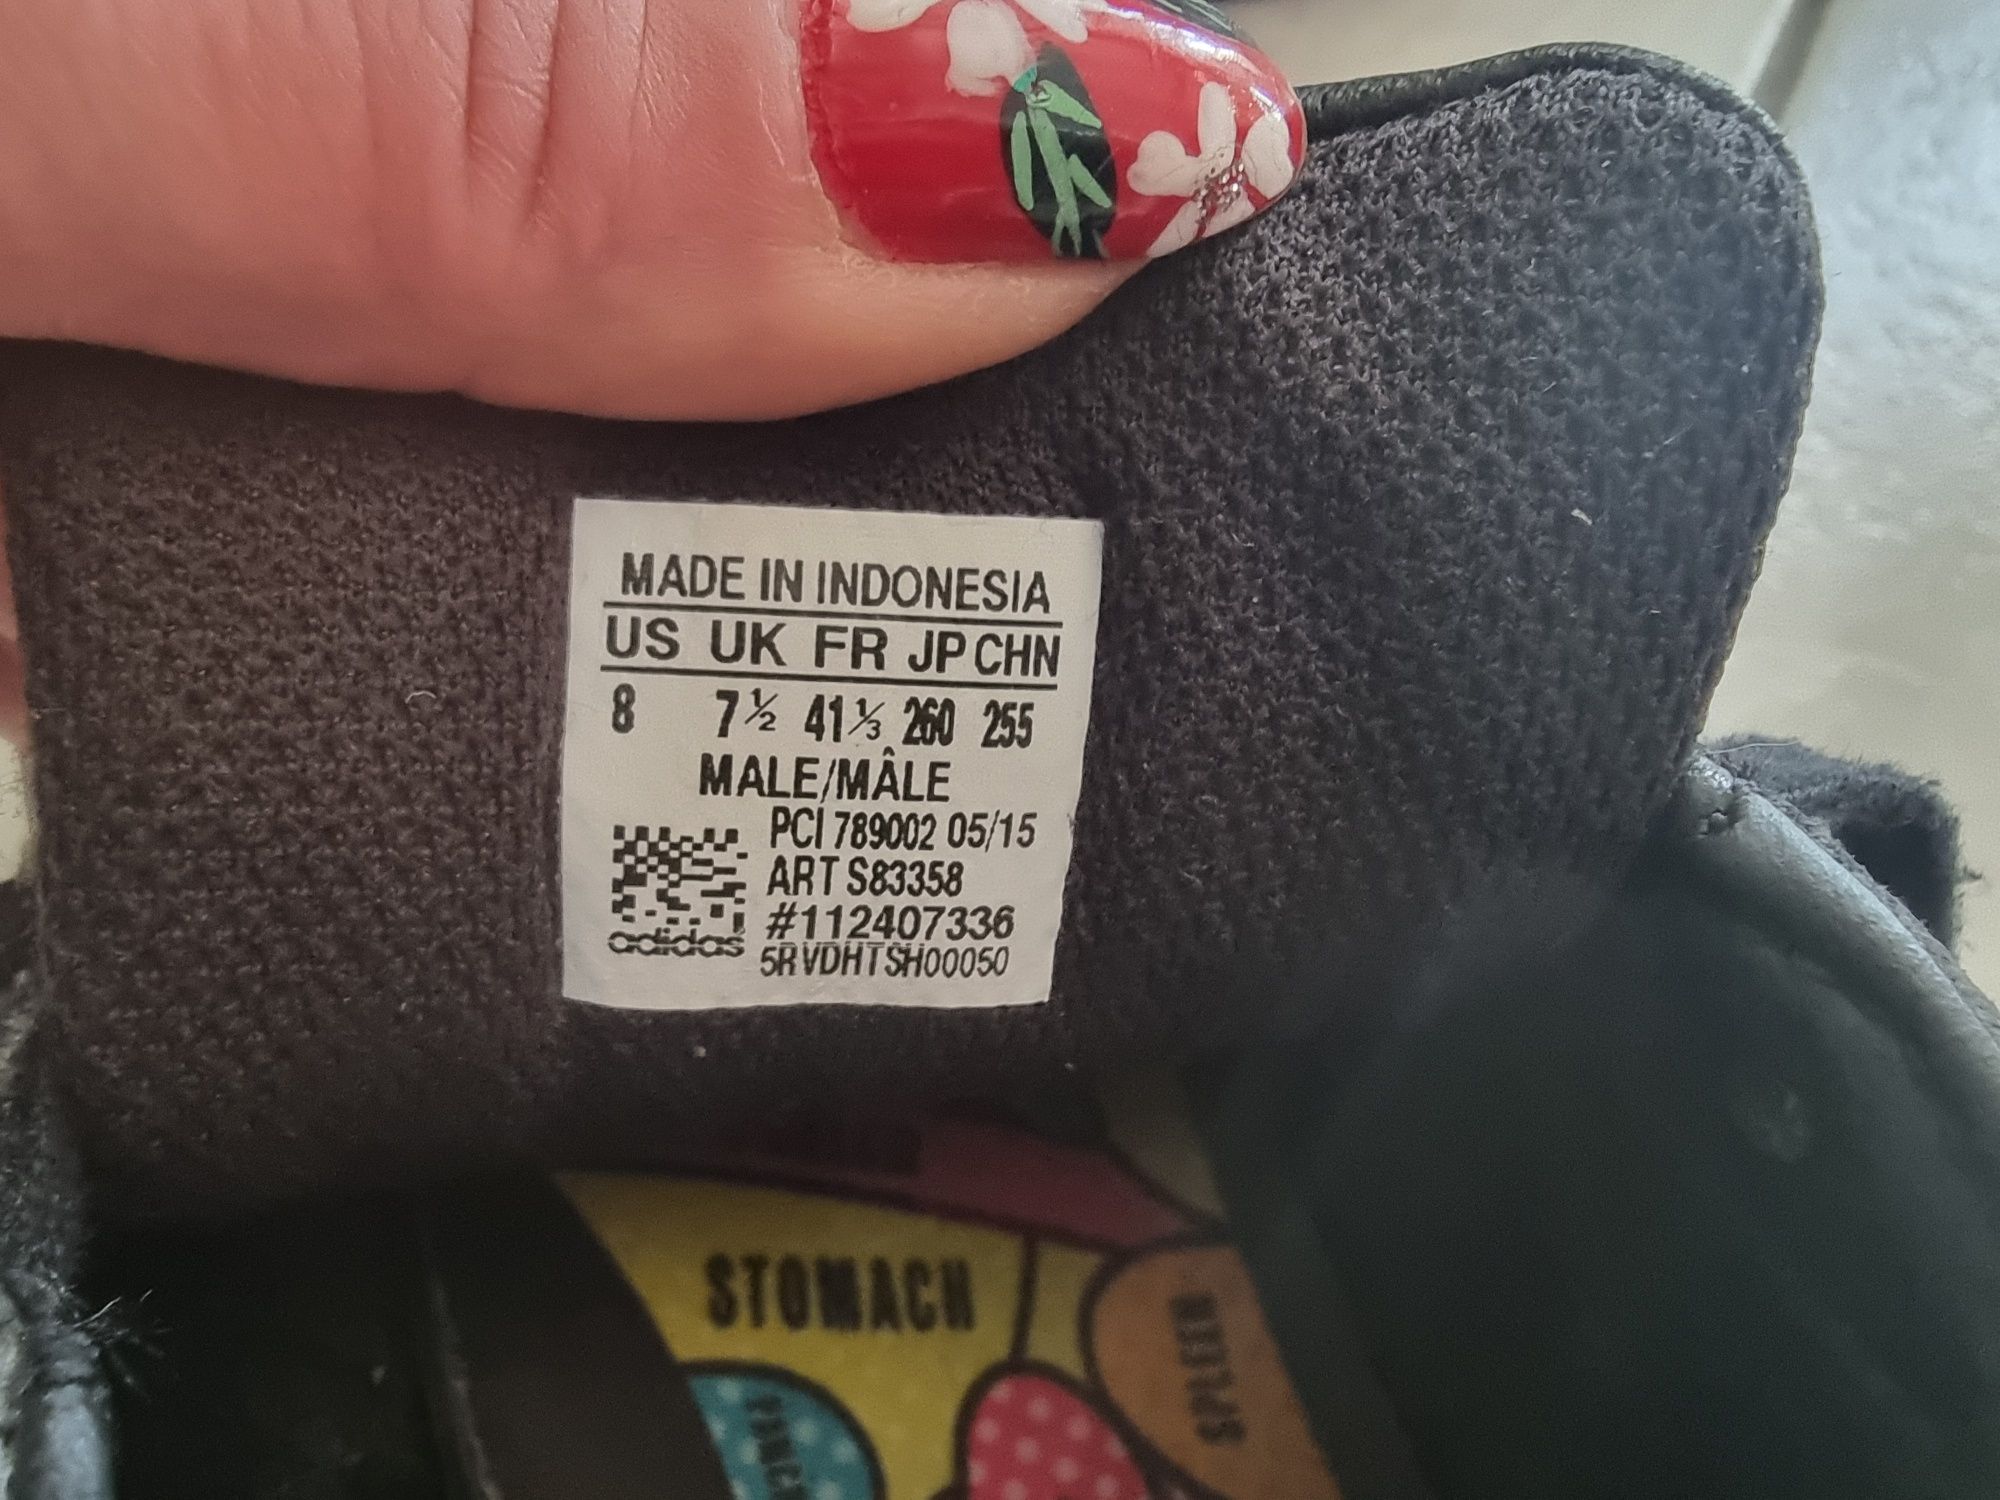 MADE IN INDONESIA
US UK FR JP CHN
8 7½ 41⅓ 260 255
MALE/MÂLE
PCI 789002 05/15
ART S83358
#112407336
adidas 5RVDHTSH00050
STOMACH
SPLEEN